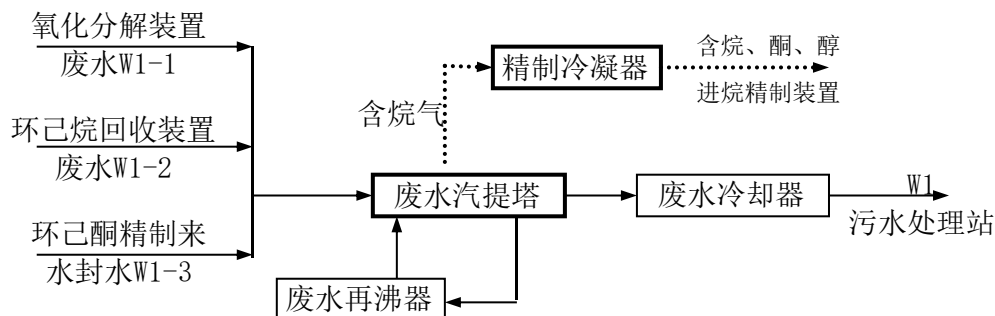 氧化分解装置
废水W1-1
环己烷回收装置
废水W1-2
环己酮精制来
水封水W1-3
含烷气
精制冷凝器
含烷、酮、醇
进烷精制装置
废水汽提塔
废水再沸器
废水冷却器
W1
污水处理站